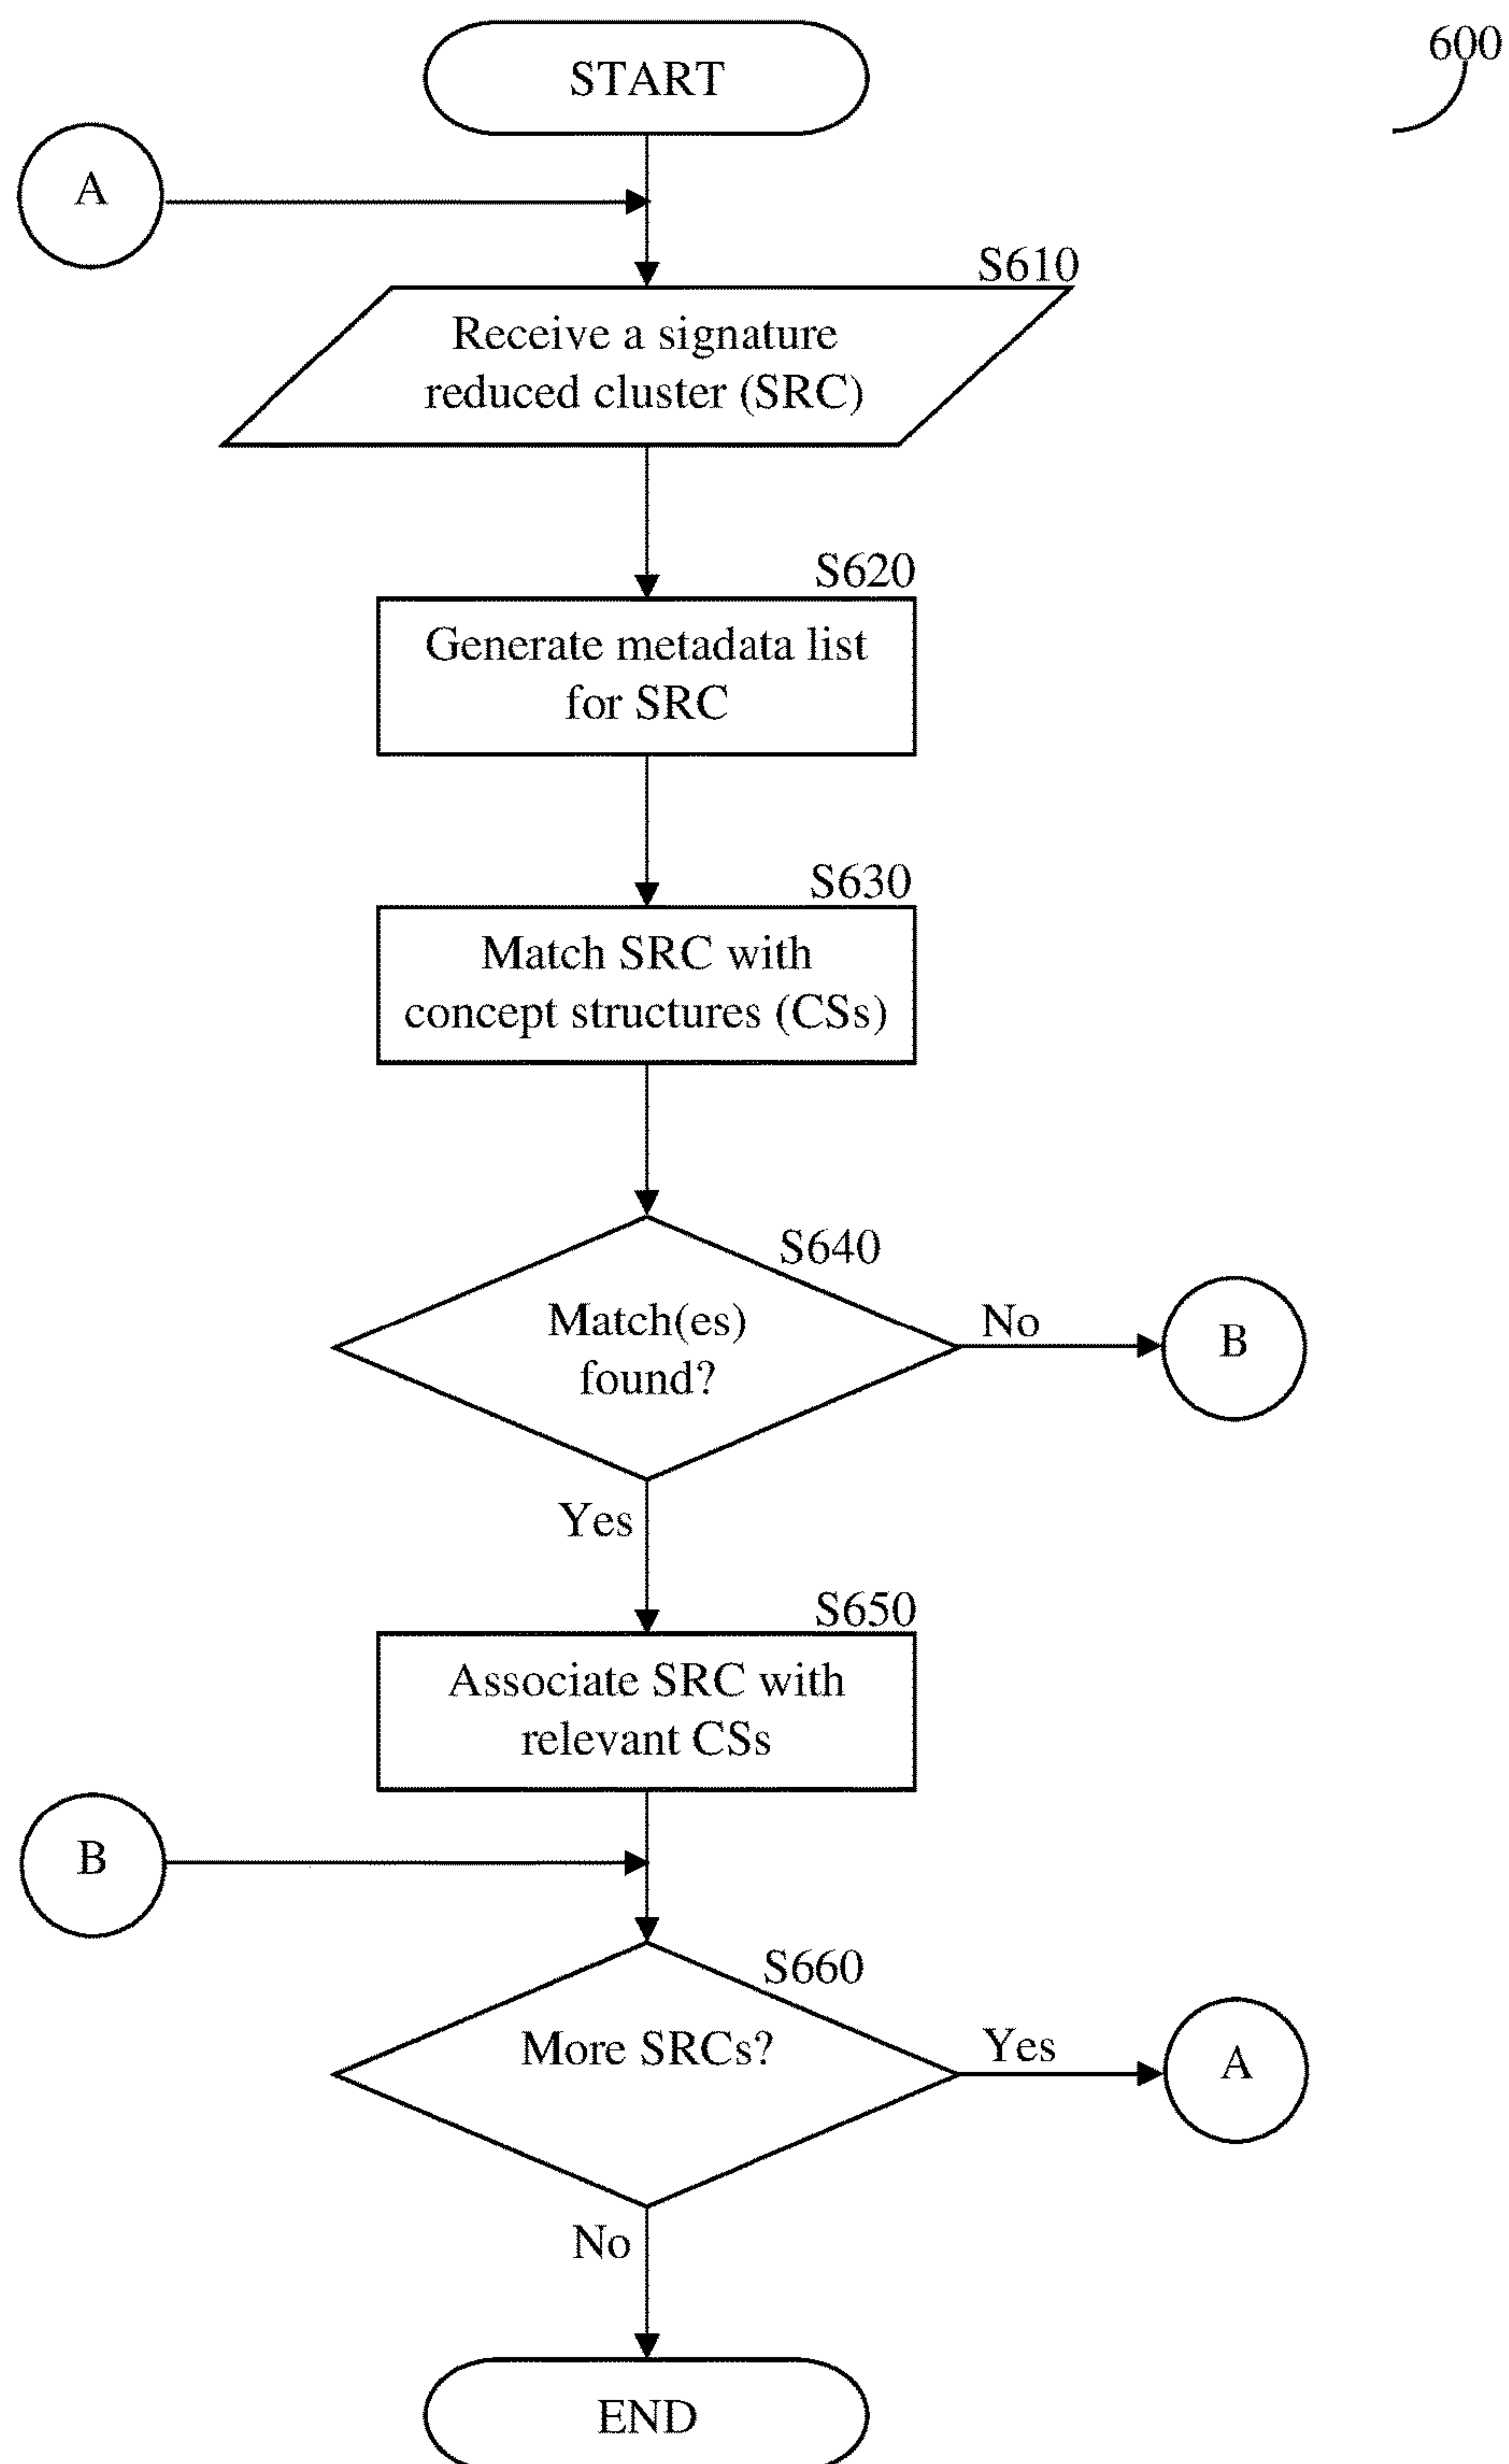 START
600
A
S610
Receive a signature
reduced cluster (SRC)
S620
Generate metadata list
for SRC
S630
Match SRC with
concept structures (CSs)
S640
Match(es)
found?
No
B
Yes
S650
Associate SRC with
relevant CSs
B
S660
More SRCs?
Yes
A
No
END